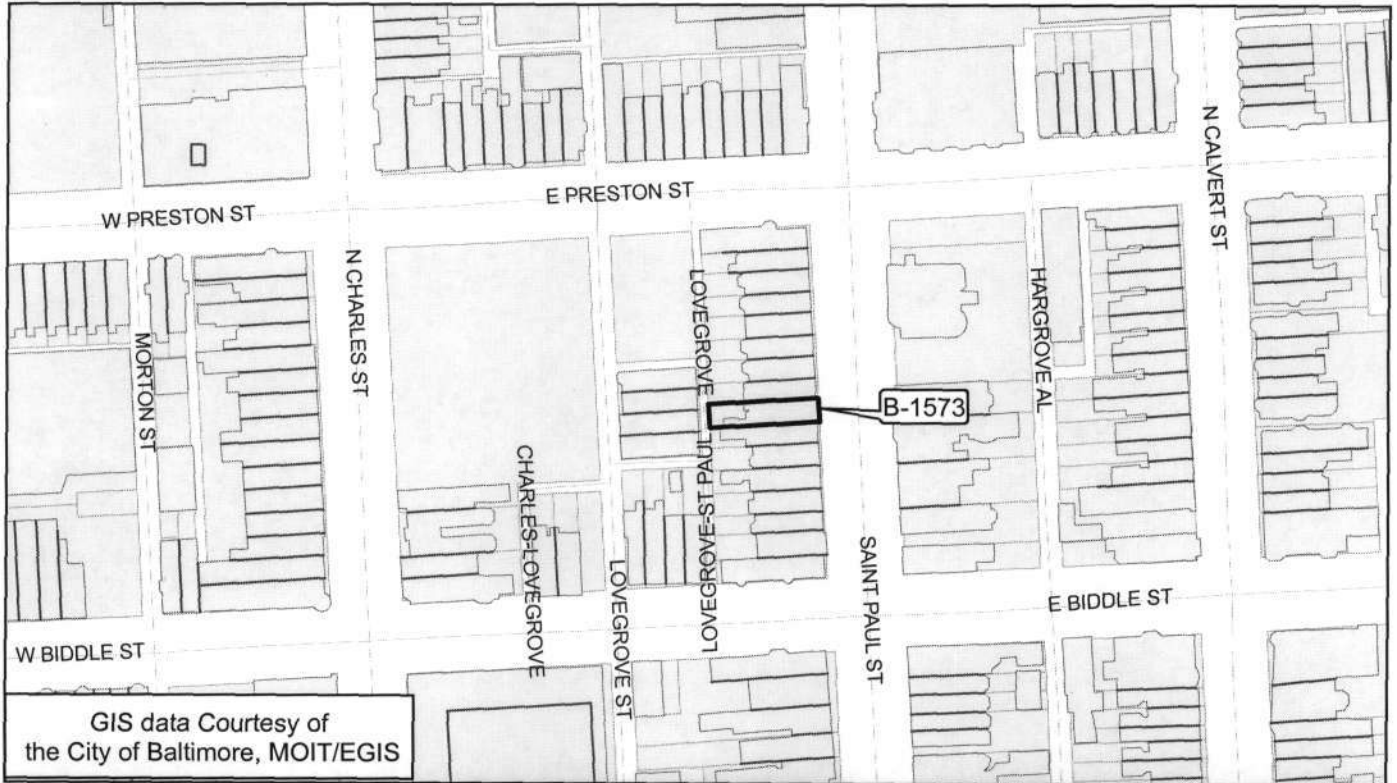 N CALVERT ST
E PRESTON ST
W PRESTON ST
N CHARLES ST
LOVEGROVE-ST PAUL LOVEGROVE
HARGROVE AL
MORTON ST
B-1573
CHARLES-LOVEGROVE
LOVEGROVE ST
SAINT PAUL ST
E BIDDLE ST
W BIDDLE ST
GIS data Courtesy of
the City of Baltimore, MOIT/EGIS